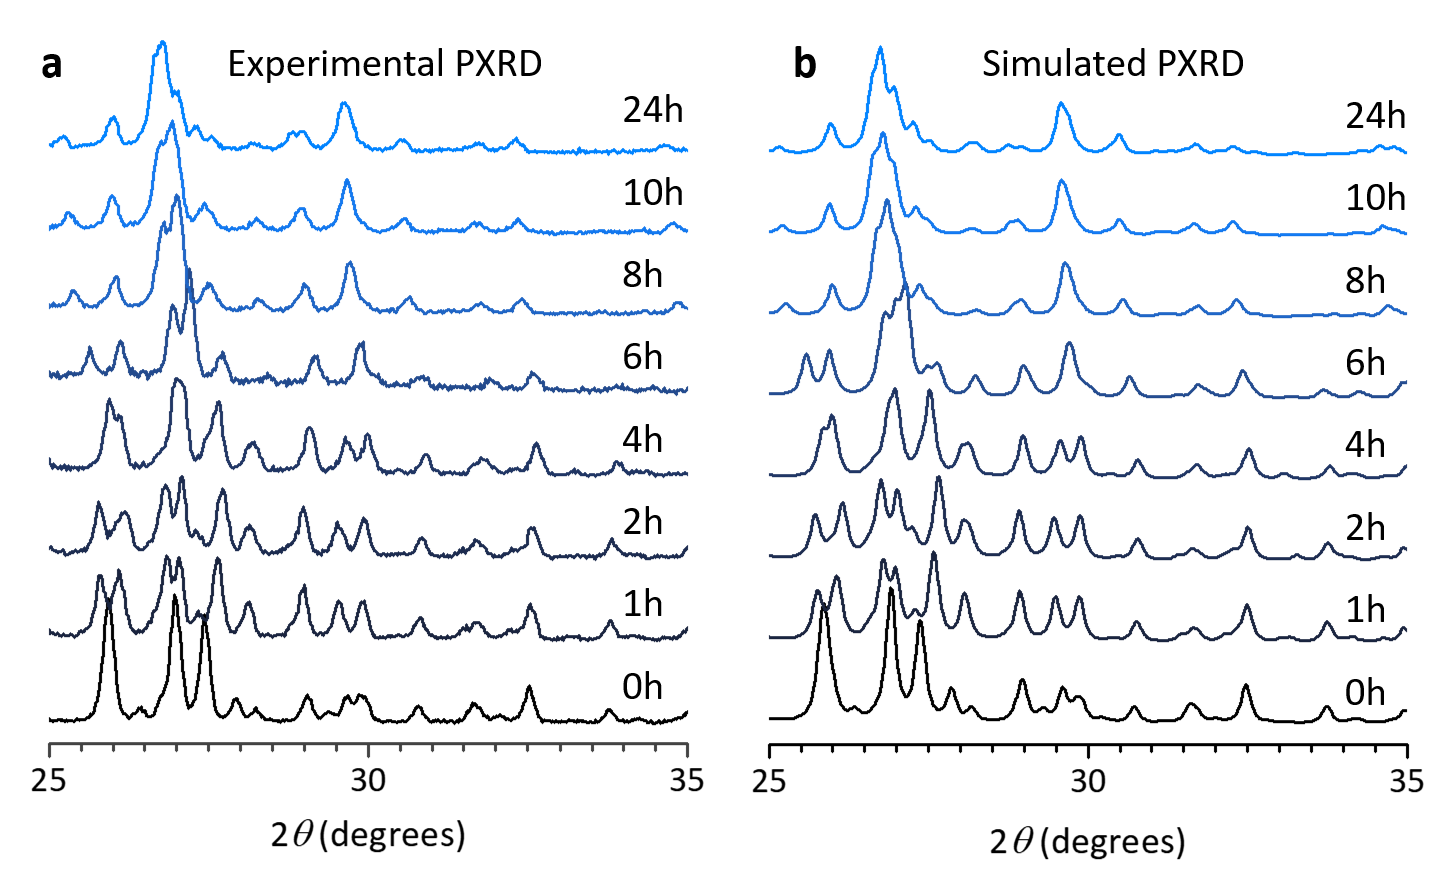 a Experimental PXRD
24h
10h
8h
6h
4h
2h
1h
0h
25 30 35
2θ (degrees)
b Simulated PXRD
24h
10h
8h
6h
4h
2h
1h
0h
25 30 35
2θ (degrees)